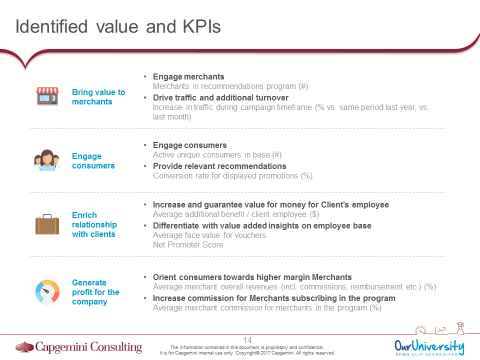 Identified value and KPIs
Bring value to
merchants
• Engage merchants
Merchants in recommendations program (#)
• Drive traffic and additional turnover
Increase in traffic during campaign timeframe (% vs. same period last year, vs.
last month)
Engage
consumers
• Engage consumers
Active unique consumers in base (#)
• Provide relevant recommendations
Conversion rate for displayed promotions (%)
Enrich
relationship
with clients
• Increase and guarantee value for money for Client's employee
Average additional benefit / client employee ($)
• Differentiate with value added insights on employee base
Average face value for vouchers
Net Promoter Score
Generate
profit for the
company
• Orient consumers towards higher margin Merchants
Average merchant overall revenues (incl. commissions, reimbursement etc.) (%)
• Increase commission for Merchants subscribing in the program
Average merchant commission for merchants in the program (%)
Capgemini Consulting
14
The information contained in this document is proprietary and confidential.
It is for Capgemini internal use only. Copyright© 2017 Capgemini. All rights reserved.
OurUniversity
EFMD CLIP ACCREDITED